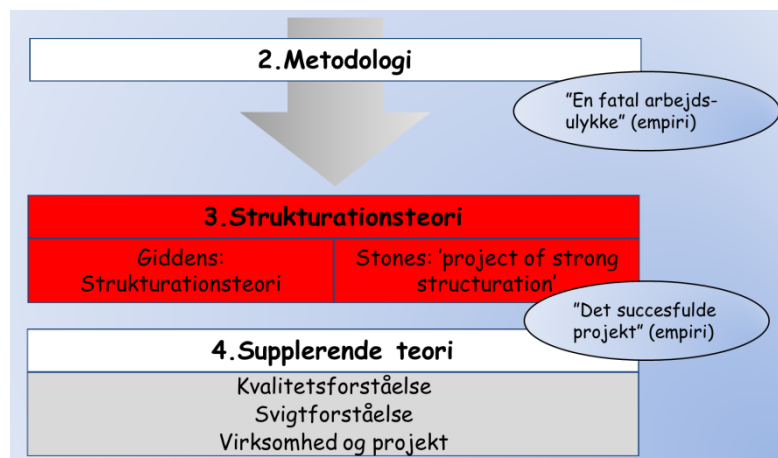 2.Metodologi
"En fatal arbejds-
ulykke" (empiri)
3.Strukturationsteori
Giddens:
Strukturationsteori
Stones: 'project of strong
structuration'
"Det succesfulde
projekt" (empiri)
4.Supplerende teori
Kvalitetsforståelse
Svigtforståelse
Virksomhed og projekt